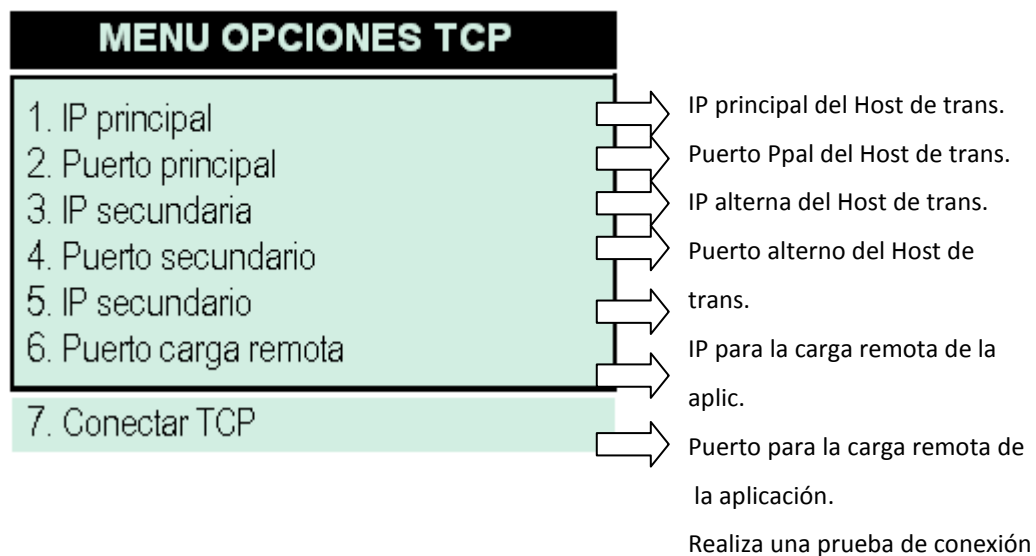 MENU OPCIONES TCP
1. IP principal
2. Puerto principal
3. IP secundaria
4. Puerto secundario
5. IP secundario
6. Puerto carga remota
7. Conectar TCP
IP principal del Host de trans.
Puerto Ppal del Host de trans.
IP alterna del Host de trans.
Puerto alterno del Host de
trans.
IP para la carga remota de la
aplic.
Puerto para la carga remota de
la aplicación.
Realiza una prueba de conexión